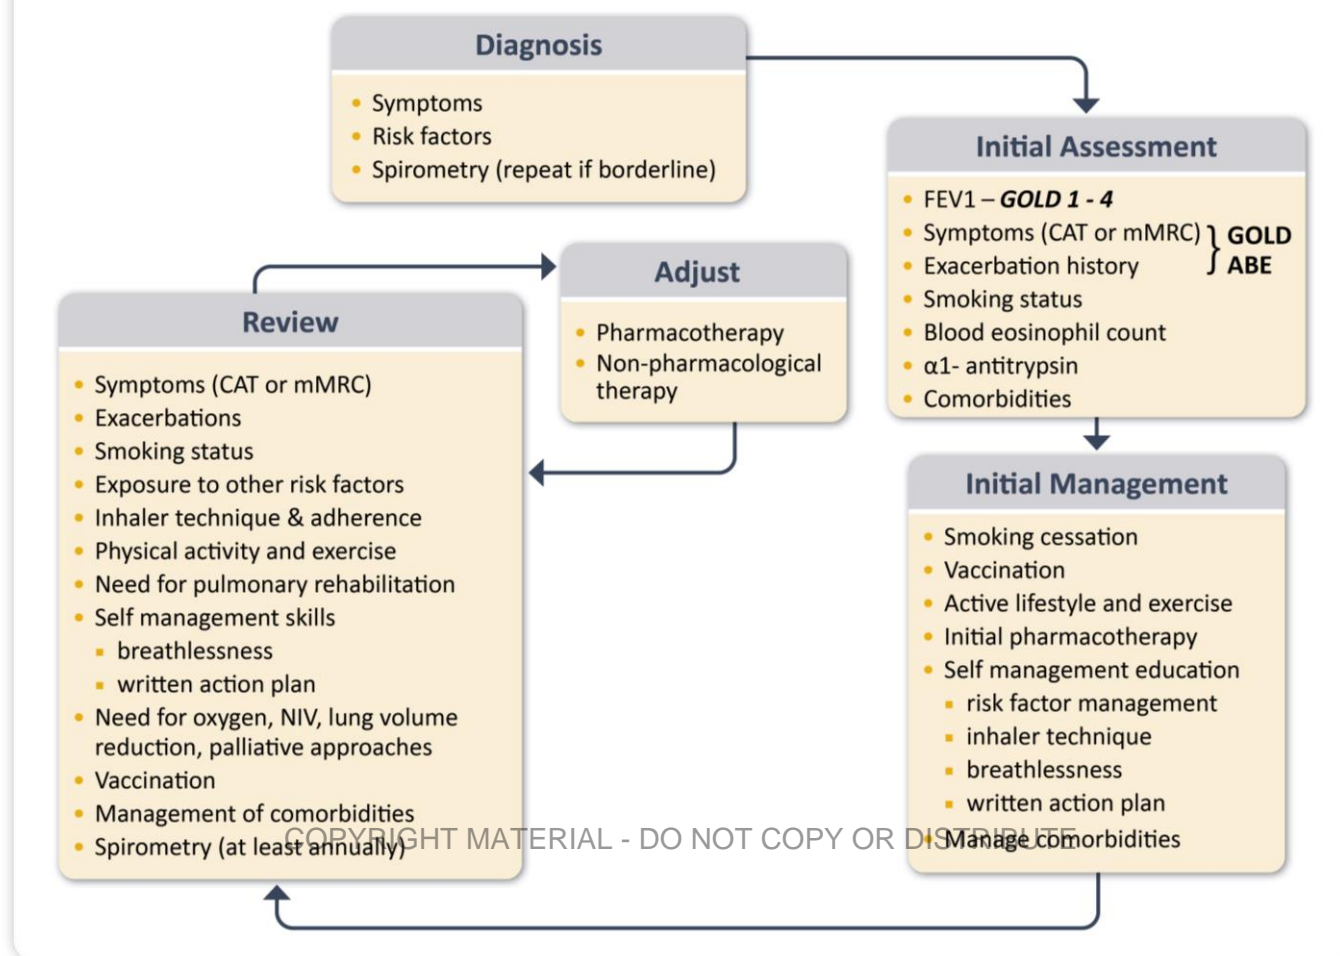 Diagnosis
Symptoms
Risk factors
Spirometry (repeat if borderline)
Initial Assessment
FEV1 – GOLD 1 - 4
Symptoms (CAT or mMRC)
Exacerbation history
GOLD
ABE
Smoking status
Blood eosinophil count
α1- antitrypsin
Comorbidities
Initial Management
Smoking cessation
Vaccination
Active lifestyle and exercise
Initial pharmacotherapy
Self management education
risk factor management
inhaler technique
breathlessness
written action plan
Manage comorbidities
Review
Symptoms (CAT or mMRC)
Exacerbations
Smoking status
Exposure to other risk factors
Inhaler technique & adherence
Physical activity and exercise
Need for pulmonary rehabilitation
Self management skills
breathlessness
written action plan
Need for oxygen, NIV, lung volume
reduction, palliative approaches
Vaccination
Management of comorbidities
Spirometry (at least annually)
Adjust
Pharmacotherapy
Non-pharmacological
therapy
COPYRIGHT MATERIAL - DO NOT COPY OR DISTRIBUTE